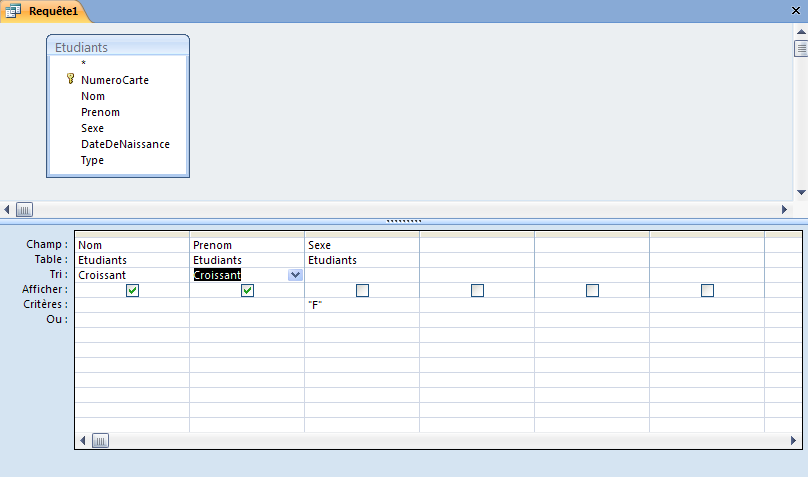 Requête1
Etudiants
*
NumeroCarte
Nom
Prenom
Sexe
DateDeNaissance
Type
Champ : Nom Prenom Sexe
Table : Etudiants Etudiants Etudiants
Tri : Croissant Croissant
Afficher :
Critères : "F"
Ou :